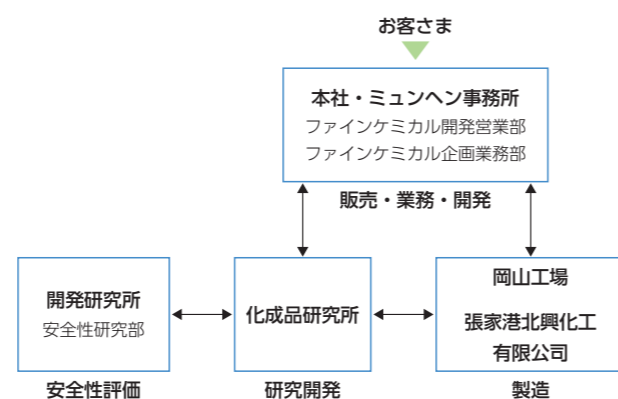 お客さま
本社・ミュンヘン事務所
ファインケミカル開発営業部
ファインケミカル企画業務部
販売・業務・開発
開発研究所
安全性研究部
安全性評価
化成品研究所
研究開発
岡山工場
張家港北興化工
有限公司
製造